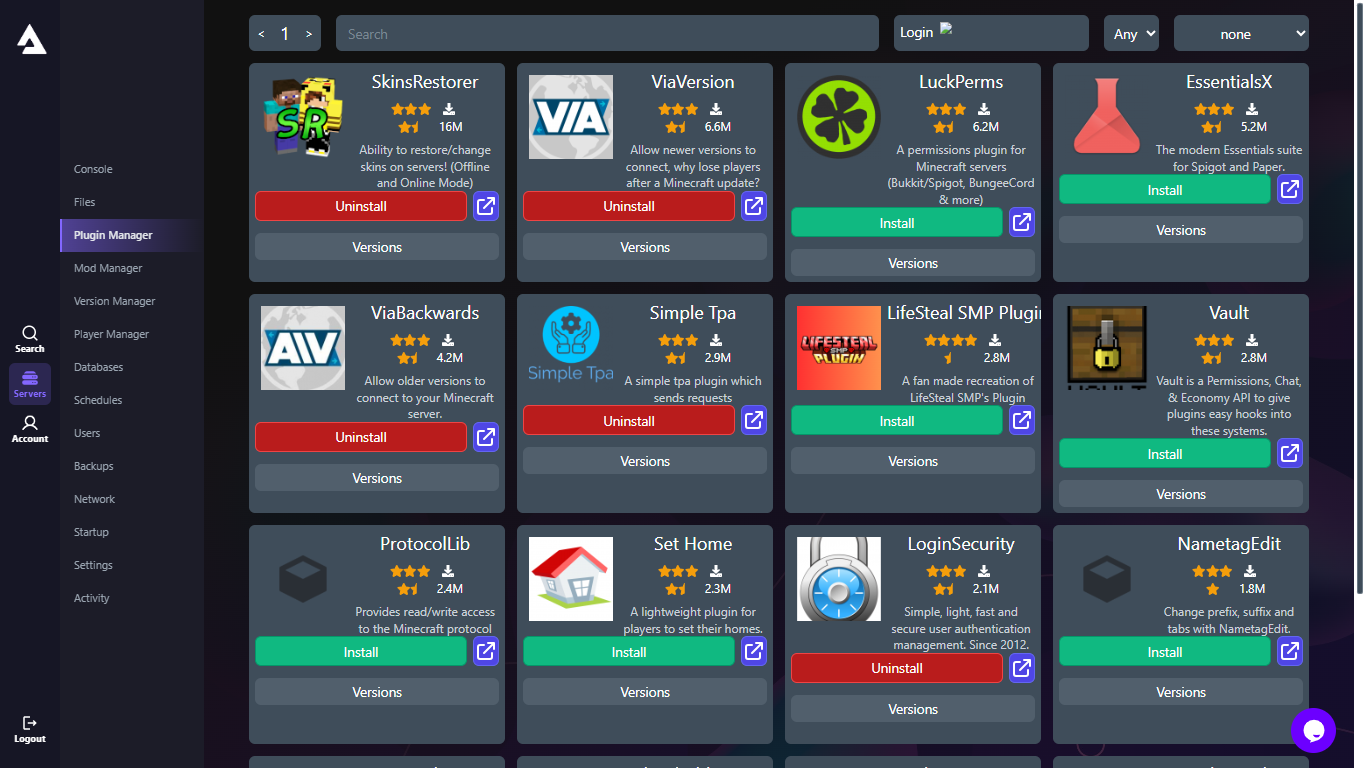 < 1 >
Search
Login
Any
none
Console
Files
Plugin Manager
Mod Manager
Version Manager
Player Manager
Databases
Schedules
Users
Backups
Network
Startup
Settings
Activity
Search
Servers
Account
Logout
SR
SkinsRestorer
16M
Ability to restore/change
skins on servers! (Offline
and Online Mode)
Uninstall
Versions
VIA
ViaVersion
6.6M
Allow newer versions to
connect, why lose players
after a Minecraft update?
Uninstall
Versions
LuckPerms
6.2M
A permissions plugin for
Minecraft servers
(Bukkit/Spigot, BungeeCord
& more)
Install
Versions
EssentialsX
5.2M
The modern Essentials suite
for Spigot and Paper.
Install
Versions
ViaBackwards
4.2M
Allow older versions to
connect to your Minecraft
server.
Uninstall
Versions
Simple Tpa
Simple Tpa
2.9M
A simple tpa plugin which
sends requests
Uninstall
Versions
LIFESTEAL
SMP
PLUGIN
LifeSteal SMP Plugin
2.8M
A fan made recreation of
LifeSteal SMP's Plugin
Install
Versions
VAULT
Vault
2.8M
Vault is a Permissions, Chat,
& Economy API to give
plugins easy hooks into
these systems.
Install
Versions
ProtocolLib
2.4M
Provides read/write access
to the Minecraft protocol
Install
Versions
Set Home
2.3M
A lightweight plugin for
players to set their homes.
Install
Versions
LoginSecurity
2.1M
Simple, light, fast and
secure user authentication
management. Since 2012.
Uninstall
Versions
NametagEdit
1.8M
Change prefix, suffix and
tabs with NametagEdit.
Install
Versions